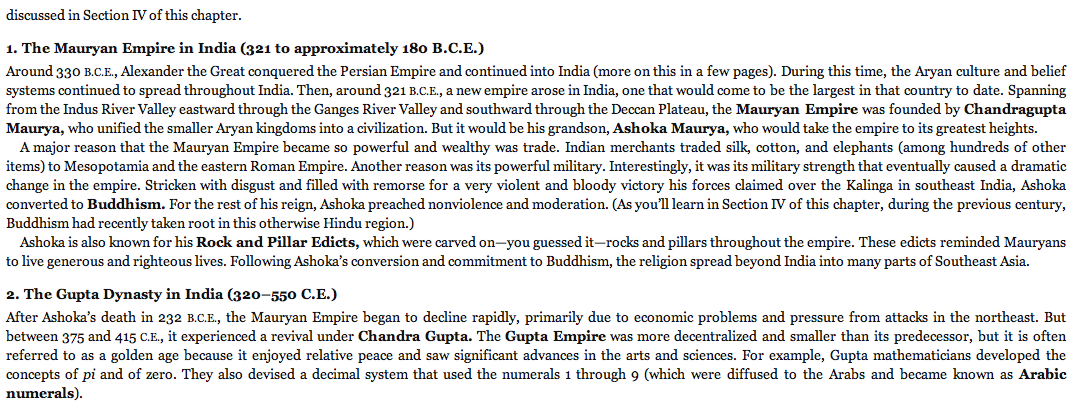 discussed in Section IV of this chapter.
1. The Mauryan Empire in India (321 to approximately 180 B.C.E.)
Around 330 B.C.E., Alexander the Great conquered the Persian Empire and continued into India (more on this in a few pages). During this time, the Aryan culture and belief
systems continued to spread throughout India. Then, around 321 B.C.E., a new empire arose in India, one that would come to be the largest in that country to date. Spanning
from the Indus River Valley eastward through the Ganges River Valley and southward through the Deccan Plateau, the Mauryan Empire was founded by Chandragupta
Maurya, who unified the smaller Aryan kingdoms into a civilization. But it would be his grandson, Ashoka Maurya, who would take the empire to its greatest heights.
A major reason that the Mauryan Empire became so powerful and wealthy was trade. Indian merchants traded silk, cotton, and elephants (among hundreds of other
items) to Mesopotamia and the eastern Roman Empire. Another reason was its powerful military. Interestingly, it was its military strength that eventually caused a dramatic
change in the empire. Stricken with disgust and filled with remorse for a very violent and bloody victory his forces claimed over the Kalinga in southeast India, Ashoka
converted to Buddhism. For the rest of his reign, Ashoka preached nonviolence and moderation. (As you'll learn in Section IV of this chapter, during the previous century,
Buddhism had recently taken root in this otherwise Hindu region.)
Ashoka is also known for his Rock and Pillar Edicts, which were carved on—you guessed it—rocks and pillars throughout the empire. These edicts reminded Mauryans
to live generous and righteous lives. Following Ashoka's conversion and commitment to Buddhism, the religion spread beyond India into many parts of Southeast Asia.
2. The Gupta Dynasty in India (320–550 C.E.)
After Ashoka's death in 232 B.C.E., the Mauryan Empire began to decline rapidly, primarily due to economic problems and pressure from attacks in the northeast. But
between 375 and 415 C.E., it experienced a revival under Chandra Gupta. The Gupta Empire was more decentralized and smaller than its predecessor, but it is often
referred to as a golden age because it enjoyed relative peace and saw significant advances in the arts and sciences. For example, Gupta mathematicians developed the
concepts of pi and of zero. They also devised a decimal system that used the numerals 1 through 9 (which were diffused to the Arabs and became known as Arabic
numerals).